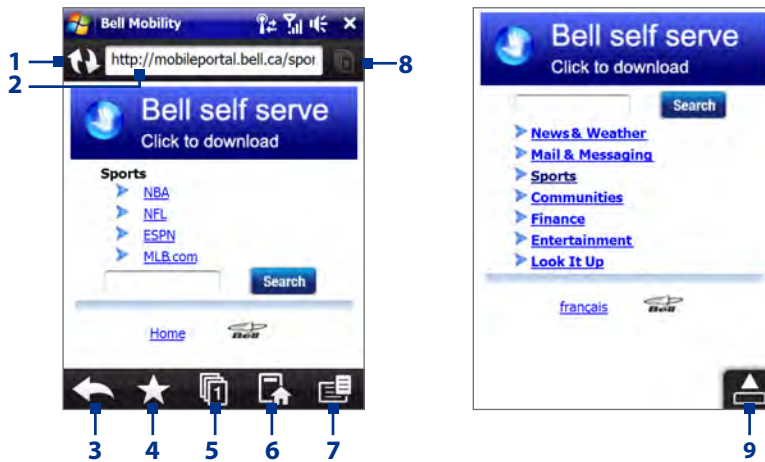 Bell Mobility
1
http://mobileportal.bell.ca/spor
8
2
Bell self serve
Click to download
Sports
NBA
NFL
ESPN
MLB.com
Search
Home
Bell
1
3
4
5
6
7
Bell self serve
Click to download
Search
News & Weather
Mail & Messaging
Sports
Communities
Finance
Entertainment
Look It Up
français
Bell
9